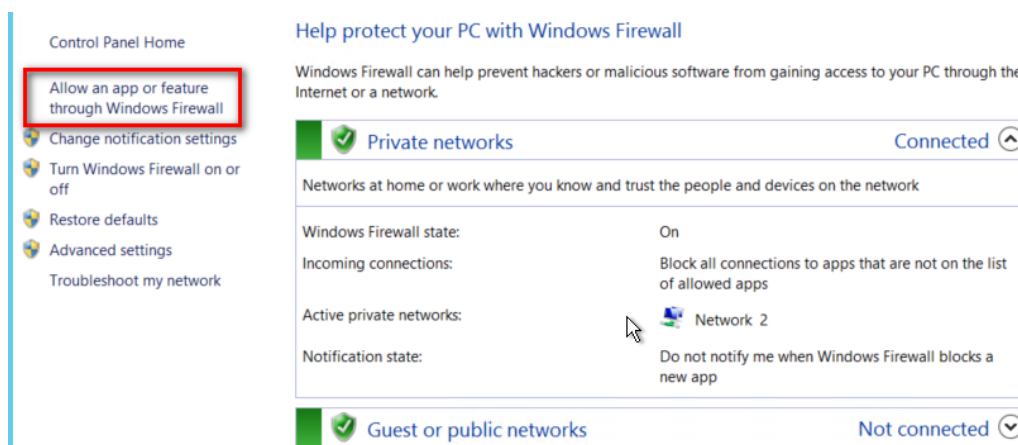 Control Panel Home
Allow an app or feature
through Windows Firewall
Change notification settings
Turn Windows Firewall on or
off
Restore defaults
Advanced settings
Troubleshoot my network
Help protect your PC with Windows Firewall
Windows Firewall can help prevent hackers or malicious software from gaining access to your PC through the
Internet or a network.
Private networks Connected
Networks at home or work where you know and trust the people and devices on the network
Windows Firewall state: On
Incoming connections: Block all connections to apps that are not on the list
of allowed apps
Active private networks: Network 2
Notification state: Do not notify me when Windows Firewall blocks a
new app
Guest or public networks Not connected